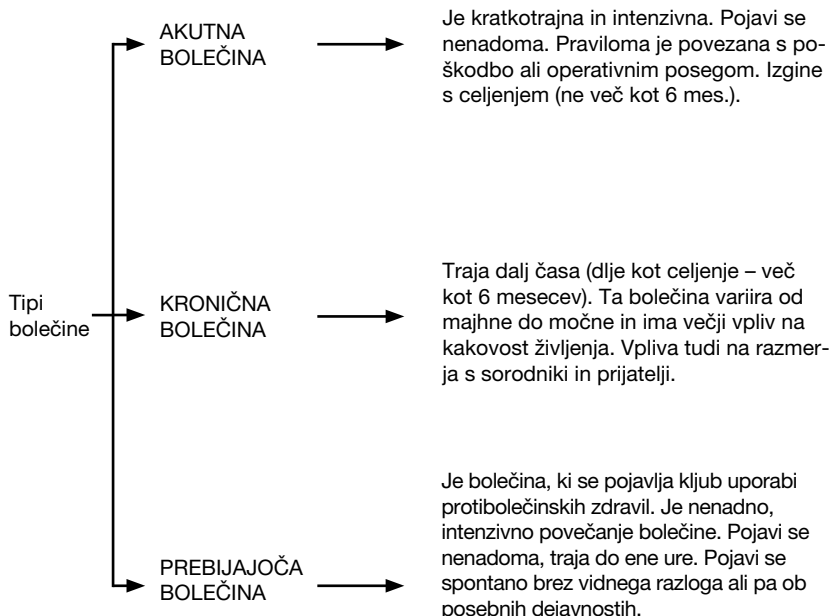 Tipi
bolečine
AKUTNA
BOLEČINA
Je kratkotrajna in intenzivna. Pojavi se
nenadoma. Praviloma je povezana s po-
škodbo ali operativnim posegom. Izgine
s celjenjem (ne več kot 6 mes.).
KRONIČNA
BOLEČINA
Traja dalj časa (dlje kot celjenje – več
kot 6 mesecev). Ta bolečina variira od
majhne do močne in ima večji vpliv na
kakovost življenja. Vpliva tudi na razmer-
ja s sorodniki in prijatelji.
PREBIJAJOČA
BOLEČINA
Je bolečina, ki se pojavlja kljub uporabi
protibolečinskih zdravil. Je nenadno,
intenzivno povečanje bolečine. Pojavi se
nenadoma, traja do ene ure. Pojavi se
spontano brez vidnega razloga ali pa ob
posebnih dejavnostih.